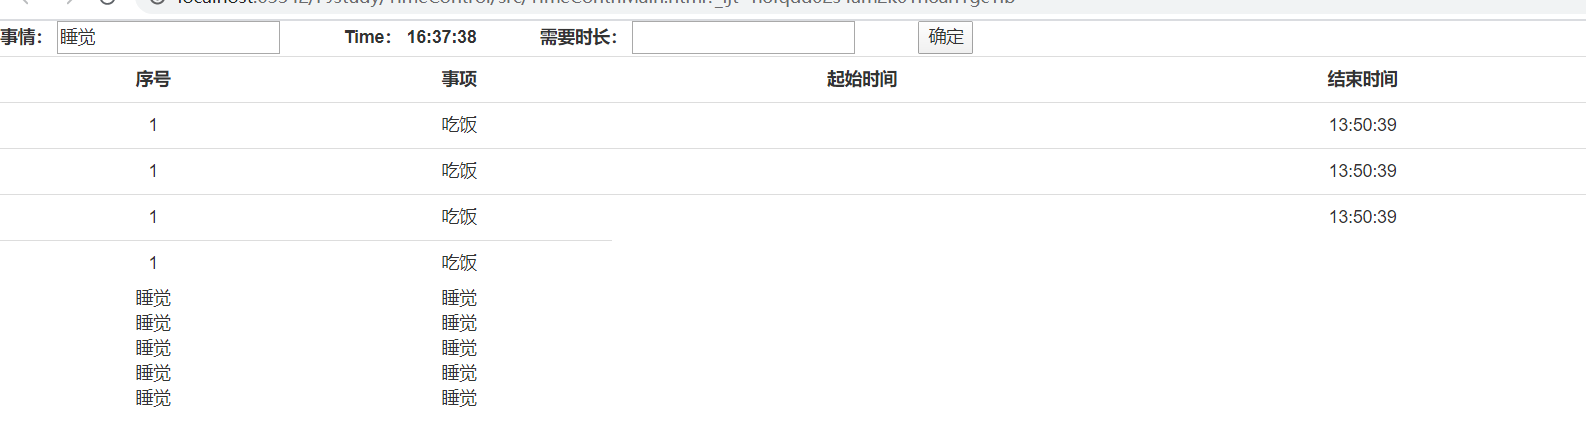 事情： 睡觉 Time： 16:37:38 需要时长： 确定
序号 事项 起始时间 结束时间
1 吃饭 13:50:39
1 吃饭 13:50:39
1 吃饭 13:50:39
1 吃饭
睡觉 睡觉
睡觉 睡觉
睡觉 睡觉
睡觉 睡觉
睡觉 睡觉